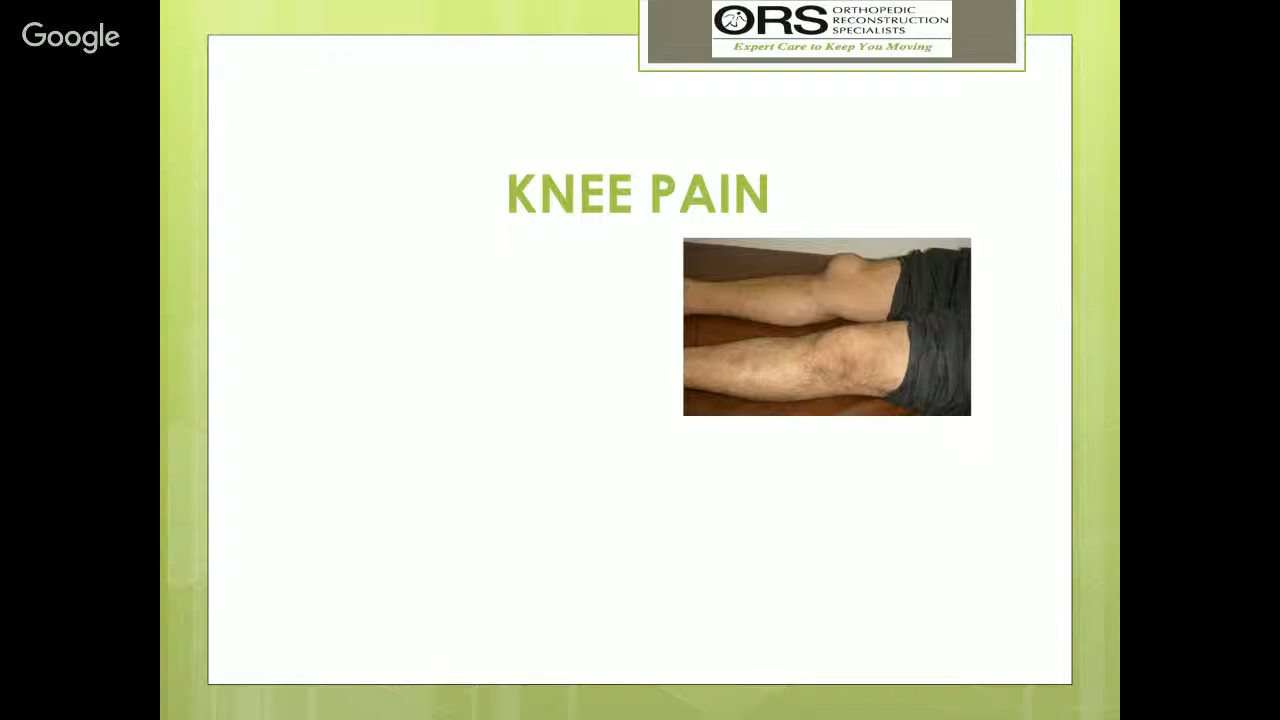 Google
ORS
ORTHOPEDIC
RECONSTRUCTION
SPECIALISTS
Expert Care to Keep You Moving
KNEE PAIN